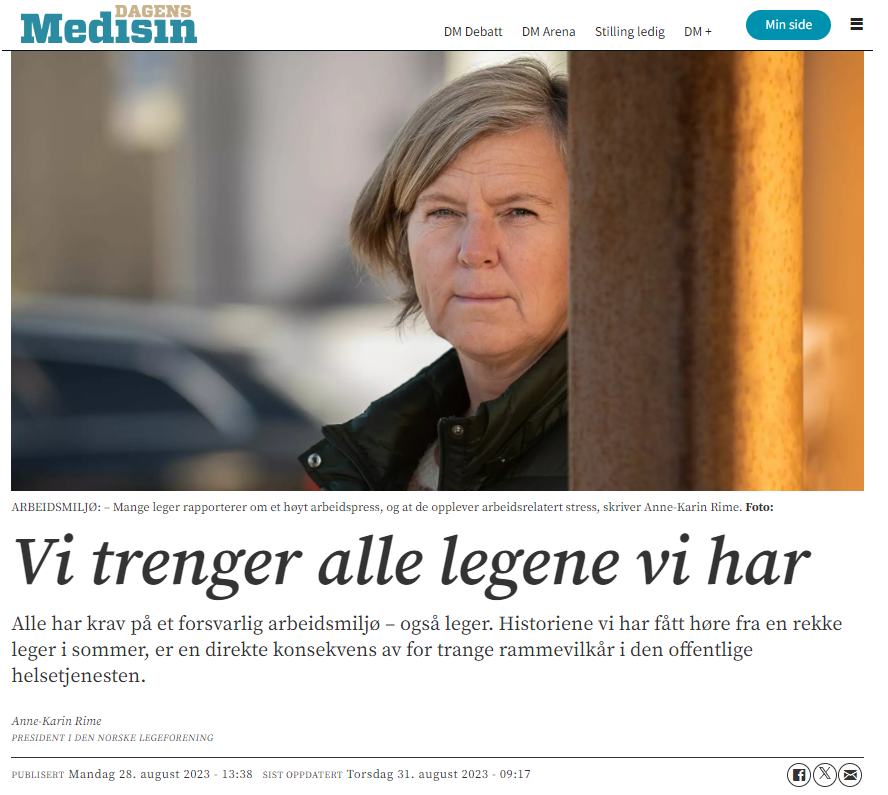 DAGENS
Medisin
DM Debatt DM Arena Stilling ledig DM + Min side
ARBEIDSMILJØ: – Mange leger rapporterer om et høyt arbeidspress, og at de opplever arbeidsrelatert stress, skriver Anne-Karin Rime. Foto:
Vi trenger alle legene vi har
Alle har krav på et forsvarlig arbeidsmiljø – også leger. Historiene vi har fått høre fra en rekke
leger i sommer, er en direkte konsekvens av for trange rammevilkår i den offentlige
helsetjenesten.
Anne-Karin Rime
PRESIDENT I DEN NORSKE LEGEFORENING
PUBLISERT Mandag 28. august 2023 - 13:38 SIST OPPDATERT Torsdag 31. august 2023 - 09:17